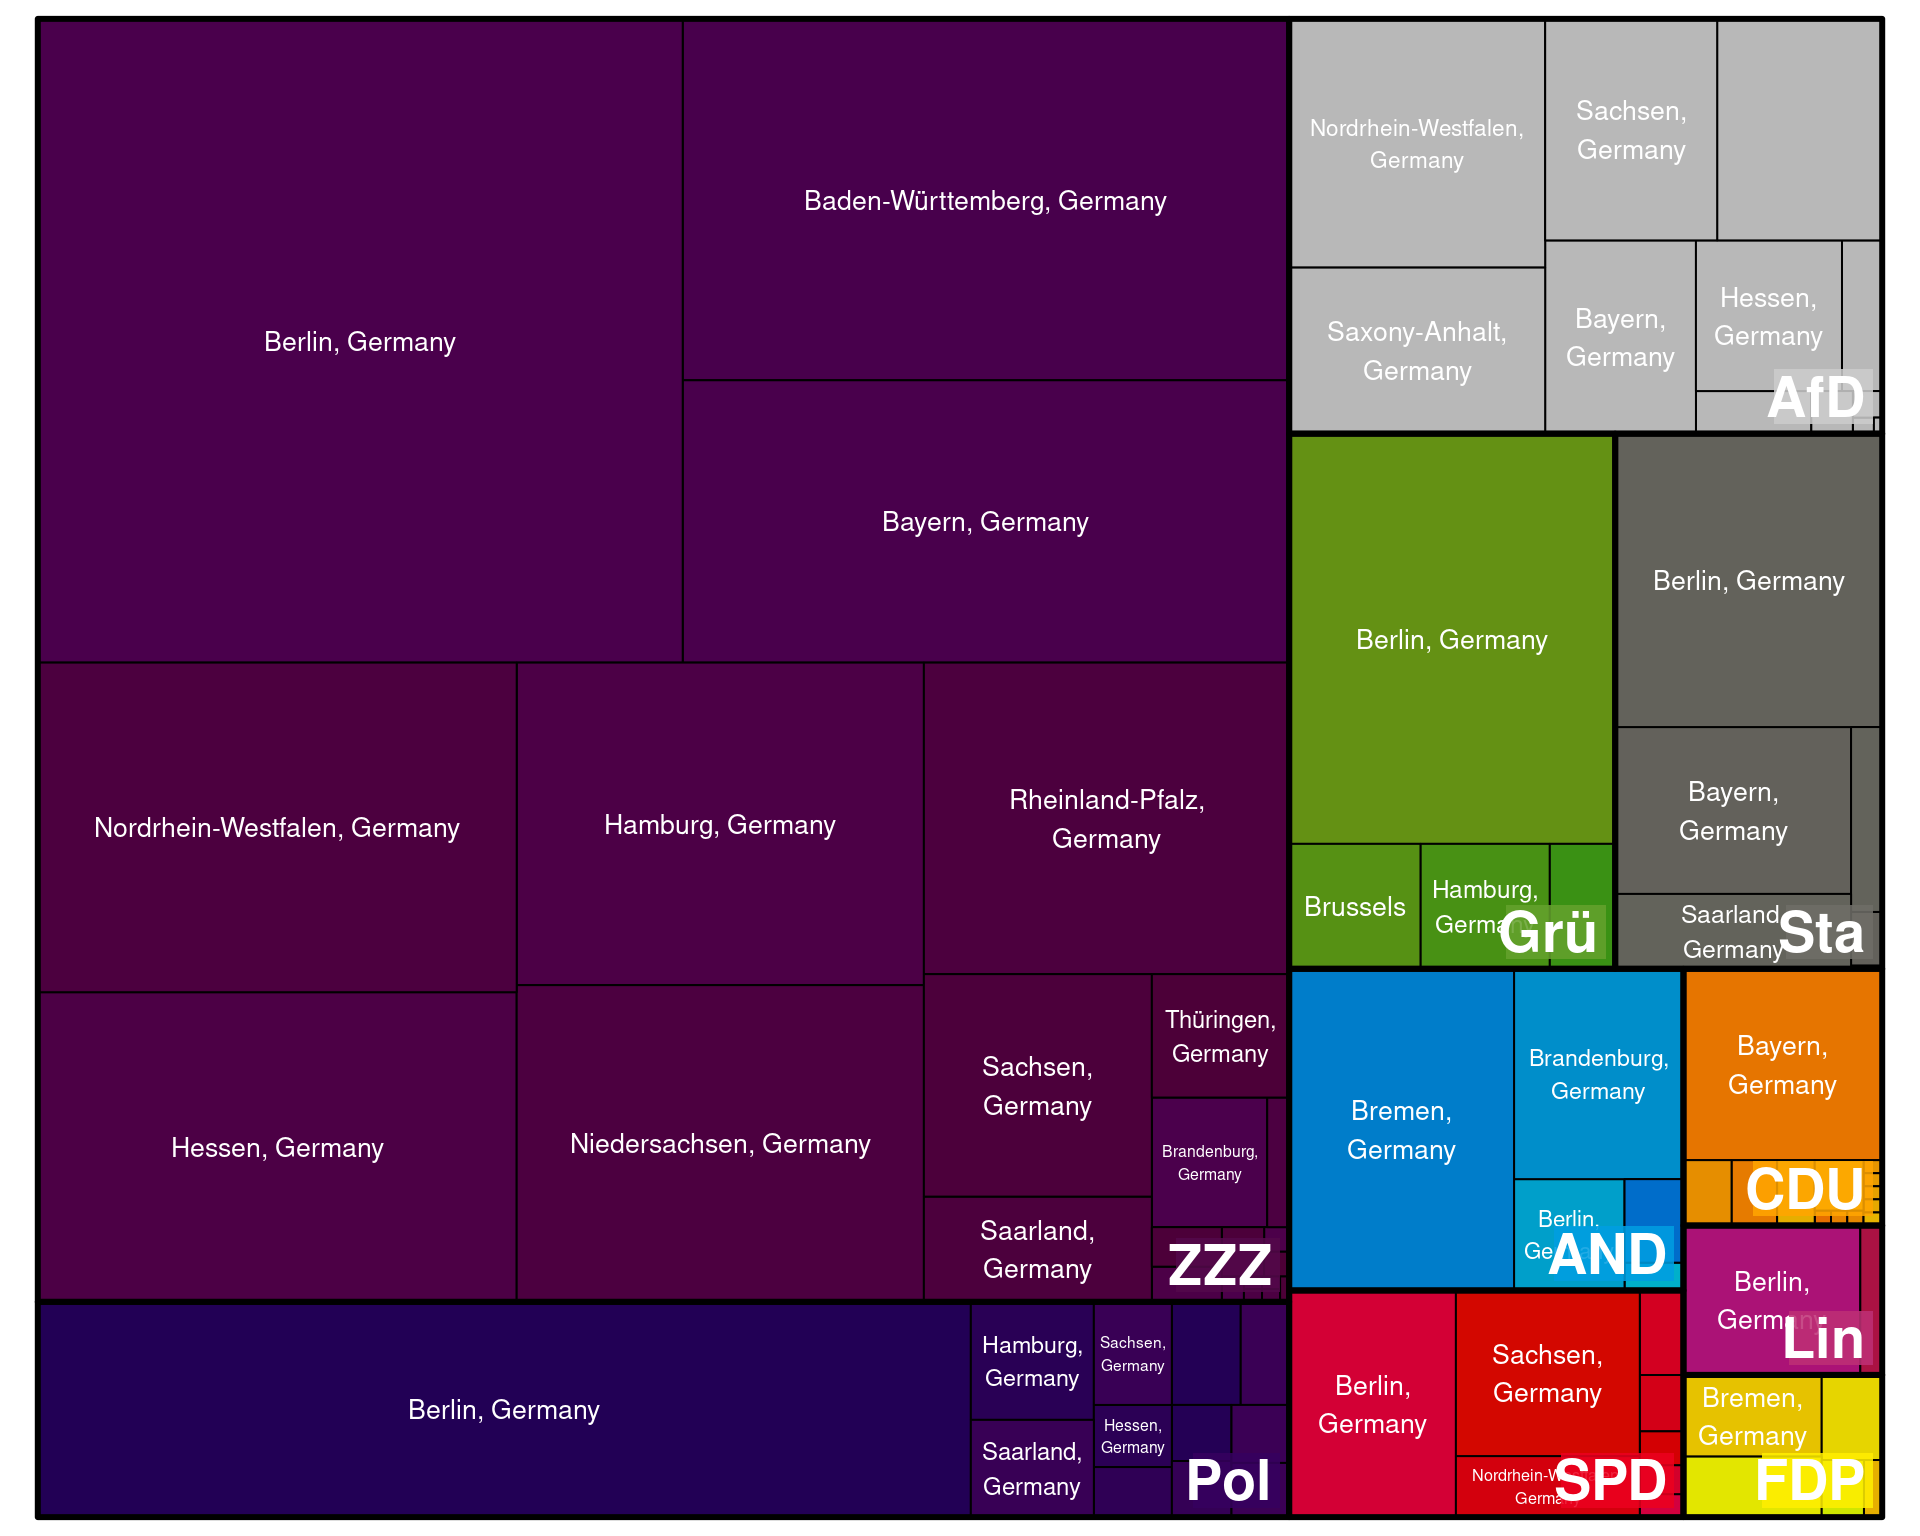 Berlin, Germany
Baden-Württemberg, Germany
Bayern, Germany
Nordrhein-Westfalen, Germany
Hamburg, Germany
Rheinland-Pfalz,
Germany
Hessen, Germany
Niedersachsen, Germany
Sachsen,
Germany
Thüringen,
Germany
Brandenburg,
Germany
Saarland,
Germany
ZZZ
Berlin, Germany
Hamburg,
Germany
Saarland,
Germany
Sachsen,
Germany
Hessen,
Germany
Pol
Nordrhein-Westfalen,
Germany
Sachsen,
Germany
Saxony-Anhalt,
Germany
Bayern,
Germany
Hessen,
Germany
AfD
Berlin, Germany
Brussels
Hamburg,
Germany
Grü
Berlin, Germany
Bayern,
Germany
Saarland,
Germany
Sta
Bremen,
Germany
Brandenburg,
Germany
Berlin,
AND
Bayern,
Germany
CDU
Berlin,
Germany
Lin
Berlin,
Germany
Sachsen,
Germany
SPD
Bremen,
Germany
FDP